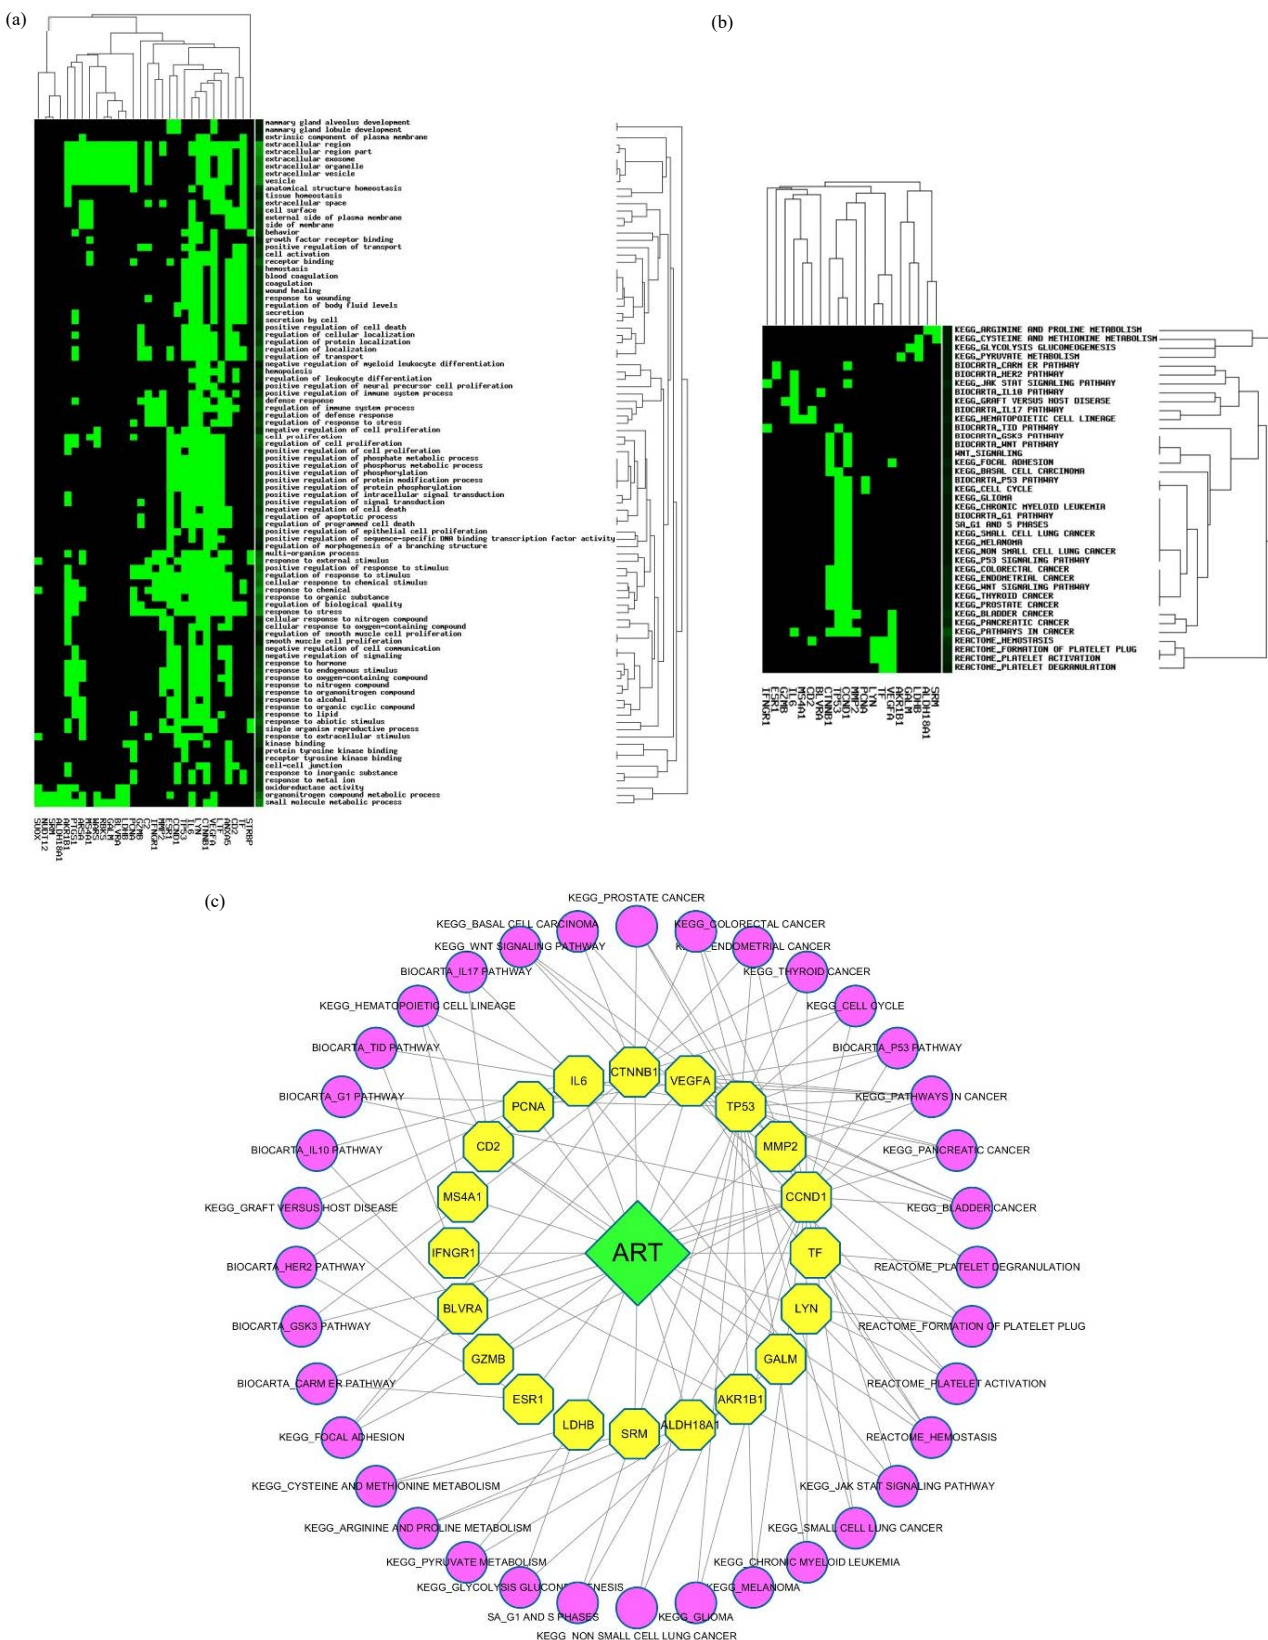 (a)
(b)
mammary gland alveolus development
mammary gland lobule development
extrinsic component of plasma membrane
extracellular region
extracellular region part
extracellular exosome
extracellular organelle
extracellular vesicle
vesicle
anatomical structure homeostasis
tissue homeostasis
extracellular space
cell surface
external side of plasma membrane
side of membrane
behavior
growth factor receptor binding
positive regulation of transport
cell activation
receptor binding
hemostasis
blood coagulation
coagulation
wound healing
response to wounding
regulation of body fluid levels
secretion
secretion by cell
positive regulation of cell death
regulation of cellular localization
regulation of protein localization
regulation of localization
regulation of transport
negative regulation of myeloid leukocyte differentiation
hemopoiesis
regulation of leukocyte differentiation
positive regulation of neural precursor cell proliferation
positive regulation of immune system process
defense response
regulation of immune system process
regulation of defense response
regulation of response to stress
negative regulation of cell proliferation
cell proliferation
regulation of cell proliferation
positive regulation of cell proliferation
positive regulation of phosphate metabolic process
positive regulation of phosphorus metabolic process
positive regulation of phosphorylation
positive regulation of protein modification process
positive regulation of protein phosphorylation
positive regulation of intracellular signal transduction
positive regulation of signal transduction
negative regulation of cell death
regulation of apoptotic process
regulation of programmed cell death
positive regulation of epithelial cell proliferation
positive regulation of sequence-specific DNA binding transcription factor activity
regulation of morphogenesis of a branching structure
multi-organism process
response to external stimulus
positive regulation of response to stimulus
regulation of response to stimulus
cellular response to chemical stimulus
response to chemical
response to organic substance
regulation of biological quality
response to stress
cellular response to nitrogen compound
cellular response to oxygen-containing compound
regulation of smooth muscle cell proliferation
smooth muscle cell proliferation
negative regulation of cell communication
negative regulation of signaling
response to hormone
response to endogenous stimulus
response to oxygen-containing compound
response to nitrogen compound
response to organonitrogen compound
response to alcohol
response to organic cyclic compound
response to lipid
response to abiotic stimulus
single organism reproductive process
response to extracellular stimulus
kinase binding
protein tyrosine kinase binding
receptor tyrosine kinase binding
cell-cell junction
response to inorganic substance
response to metal ion
oxidoreductase activity
organonitrogen compound metabolic process
small molecule metabolic process
SUOX
NUDT12
SRM
ALDH18A1
AKR1B1
PTGS1
ARSA
MS4A1
WARS
RBKS
GALM
BLVRA
LDHB
PCNA
GZMB
C2
IFNGR1
MMP2
ESR1
CCND1
TP53
IL6
LYN
CTNNB1
VEGFA
LTF
ANXA5
CD2
TF
STRBP
KEGG_ARGININE AND PROLINE METABOLISM
KEGG_CYSTEINE AND METHIONINE METABOLISM
KEGG_GLYCOLYSIS GLUCONEOGENESIS
KEGG_PYRUVATE METABOLISM
BIOCARTA_CARM ER PATHWAY
BIOCARTA_HER2 PATHWAY
KEGG_JAK STAT SIGNALING PATHWAY
BIOCARTA_IL10 PATHWAY
KEGG_GRAFT VERSUS HOST DISEASE
BIOCARTA_IL17 PATHWAY
KEGG_HEMATOPOIETIC CELL LINEAGE
BIOCARTA_TID PATHWAY
BIOCARTA_GSK3 PATHWAY
BIOCARTA_WNT PATHWAY
WNT_SIGNALING
KEGG_FOCAL ADHESION
KEGG_BASAL CELL CARCINOMA
BIOCARTA_P53 PATHWAY
KEGG_CELL CYCLE
KEGG_GLIOMA
KEGG_CHRONIC MYELOID LEUKEMIA
BIOCARTA_G1 PATHWAY
SA_G1 AND S PHASES
KEGG_SMALL CELL LUNG CANCER
KEGG_MELANOMA
KEGG_NON SMALL CELL LUNG CANCER
KEGG_P53 SIGNALING PATHWAY
KEGG_COLORECTAL CANCER
KEGG_ENDOMETRIAL CANCER
KEGG_WNT SIGNALING PATHWAY
KEGG_THYROID CANCER
KEGG_PROSTATE CANCER
KEGG_BLADDER CANCER
KEGG_PANCREATIC CANCER
KEGG_PATHWAYS IN CANCER
REACTOME_HEMOSTASIS
REACTOME_FORMATION OF PLATELET PLUG
REACTOME_PLATELET ACTIVATION
REACTOME_PLATELET DEGRANULATION
IFNGR1
ESR1
GZMB
IL6
MS4A1
CD2
BLVRA
CTNNB1
TP53
CCND1
MMP2
PCNA
LYN
TF
VEGFA
AKR1B1
GALM
LDHB
ALDH18A1
SRM
(c)
KEGG_PROSTATE CANCER
KEGG_BASAL CELL CARCINOMA
KEGG_COLORECTAL CANCER
KEGG_WNT SIGNALING PATHWAY
ENDOMETRIAL CANCER
BIOCARTA_IL17 PATHWAY
KEGG_THYROID CANCER
KEGG_HEMATOPOIETIC CELL LINEAGE
KEGG_CELL CYCLE
BIOCARTA_TID PATHWAY
BIOCARTA_P53 PATHWAY
BIOCARTA_G1 PATHWAY
KEGG_PATHWAYS IN CANCER
BIOCARTA_IL10 PATHWAY
KEGG_PANCREATIC CANCER
KEGG_GRAFT VERSUS HOST DISEASE
KEGG_BLADDER CANCER
BIOCARTA_HER2 PATHWAY
REACTOME_PLATELET DEGRANULATION
BIOCARTA_GSK3 PATHWAY
REACTOME_FORMATION OF PLATELET PLUG
BIOCARTA_CARM ER PATHWAY
REACTOME_PLATELET ACTIVATION
KEGG_FOCAL ADHESION
REACTOME_HEMOSTASIS
KEGG_CYSTEINE AND METHIONINE METABOLISM
KEGG_JAK STAT SIGNALING PATHWAY
KEGG_ARGININE AND PROLINE METABOLISM
KEGG_SMALL CELL LUNG CANCER
KEGG_PYRUVATE METABOLISM
KEGG_CHRONIC MYELOID LEUKEMIA
KEGG_GLYCOLYSIS GLUCONEOGENESIS
KEGG_MELANOMA
SA_G1 AND S PHASES
KEGG_GLIOMA
KEGG_NON SMALL CELL LUNG CANCER
CTNNB1
IL6
VEGFA
PCNA
TP53
CD2
MMP2
MS4A1
CCND1
IFNGR1
ART
TF
BLVRA
LYN
GZMB
GALM
ESR1
AKR1B1
LDHB
SRM
ALDH18A1